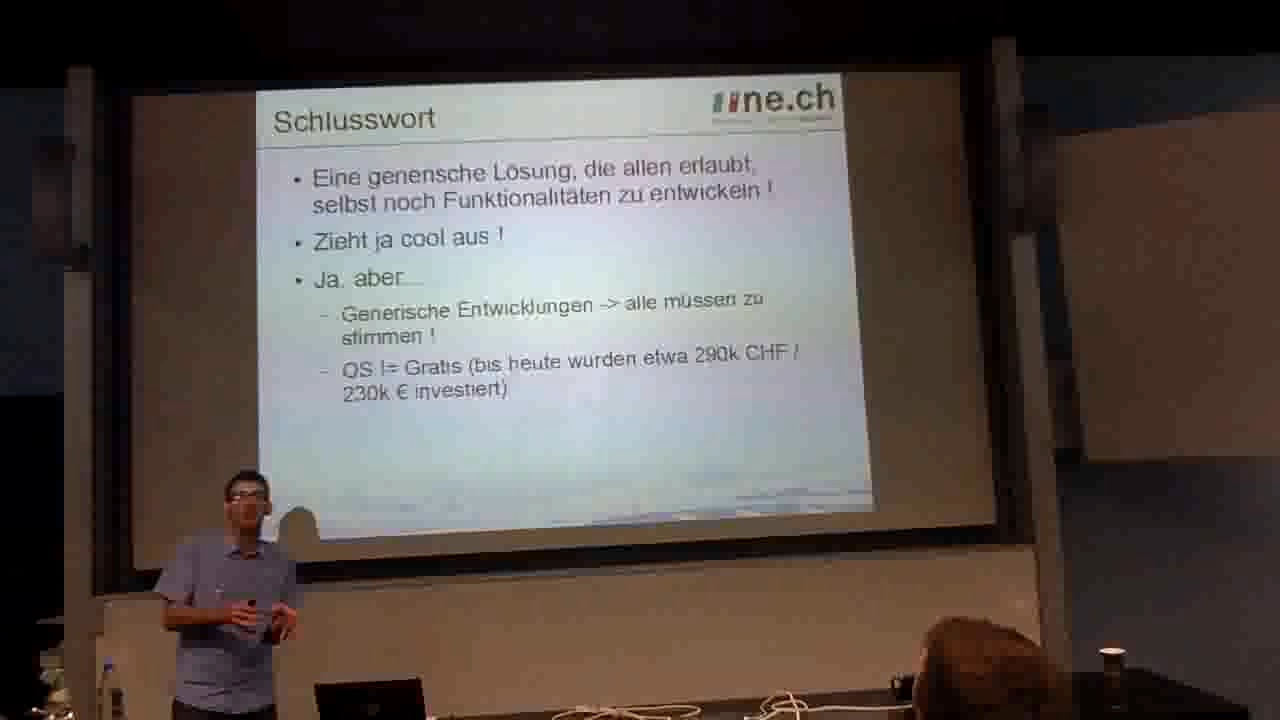 Schlusswort
ne.ch
Eine generische Lösung, die allen erlaubt,
selbst noch Funktionalitäten zu entwickeln !
Zieht ja cool aus !
Ja, aber...
Generische Entwicklungen -> alle müssen zu
stimmen !
OS != Gratis (bis heute wurden etwa 290k CHF /
230k € investiert)